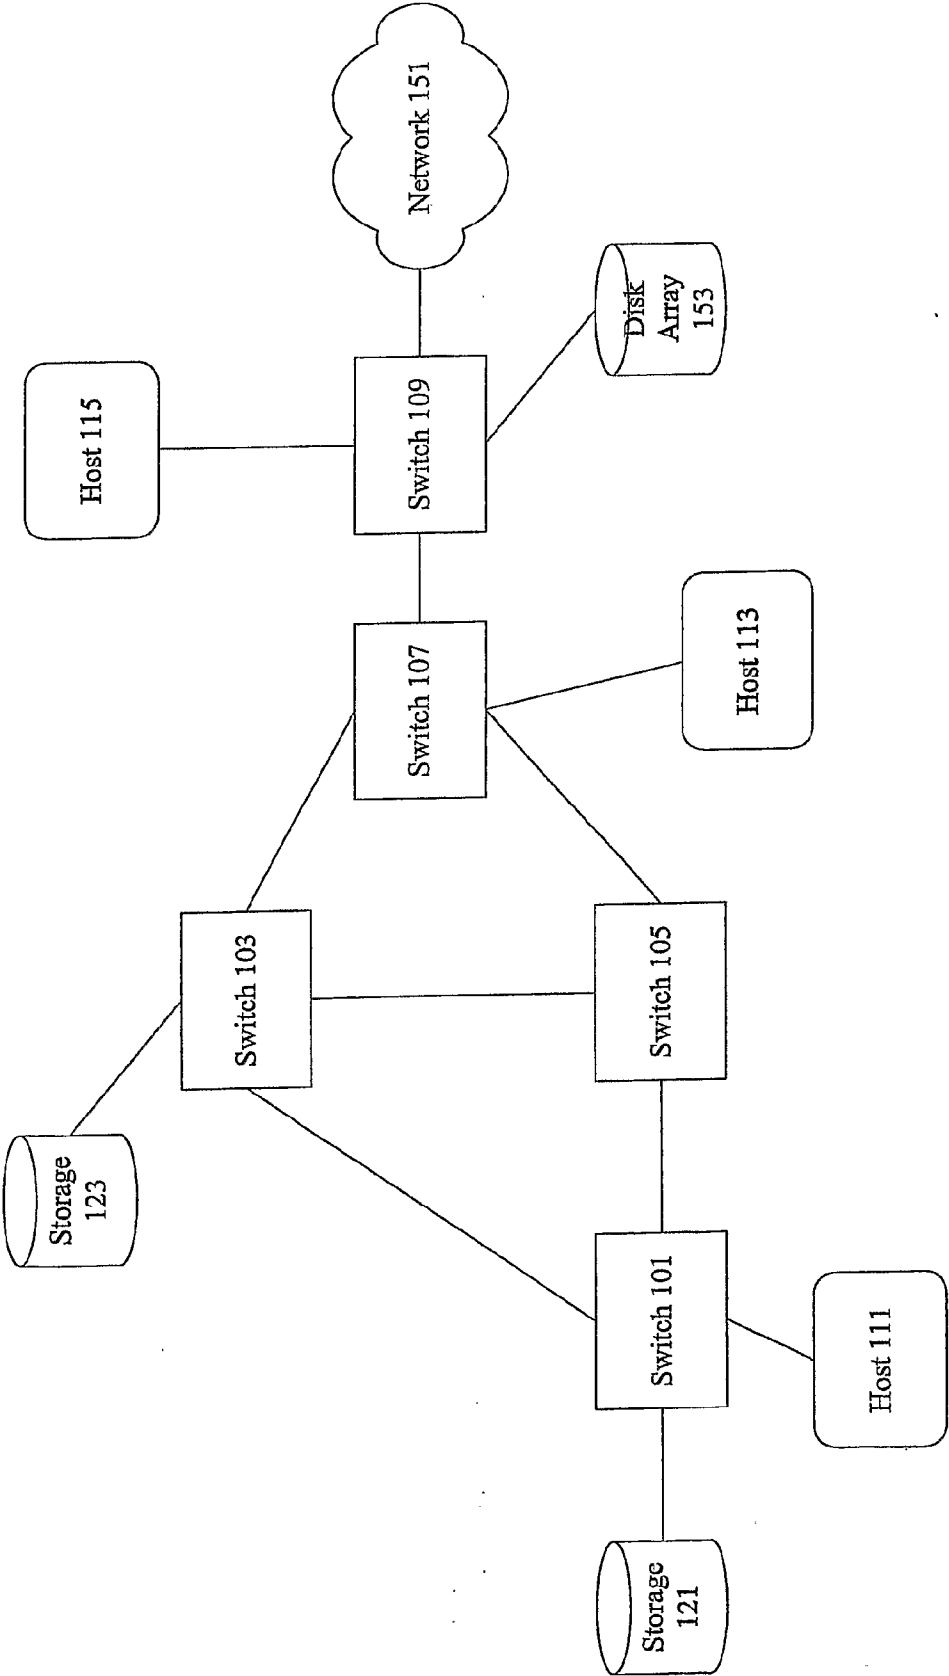 Storage
123
Host 115
Switch 103
Switch 107
Switch 109
Network 151
Storage
121
Switch 101
Switch 105
Disk
Array
153
Host 113
Host 111